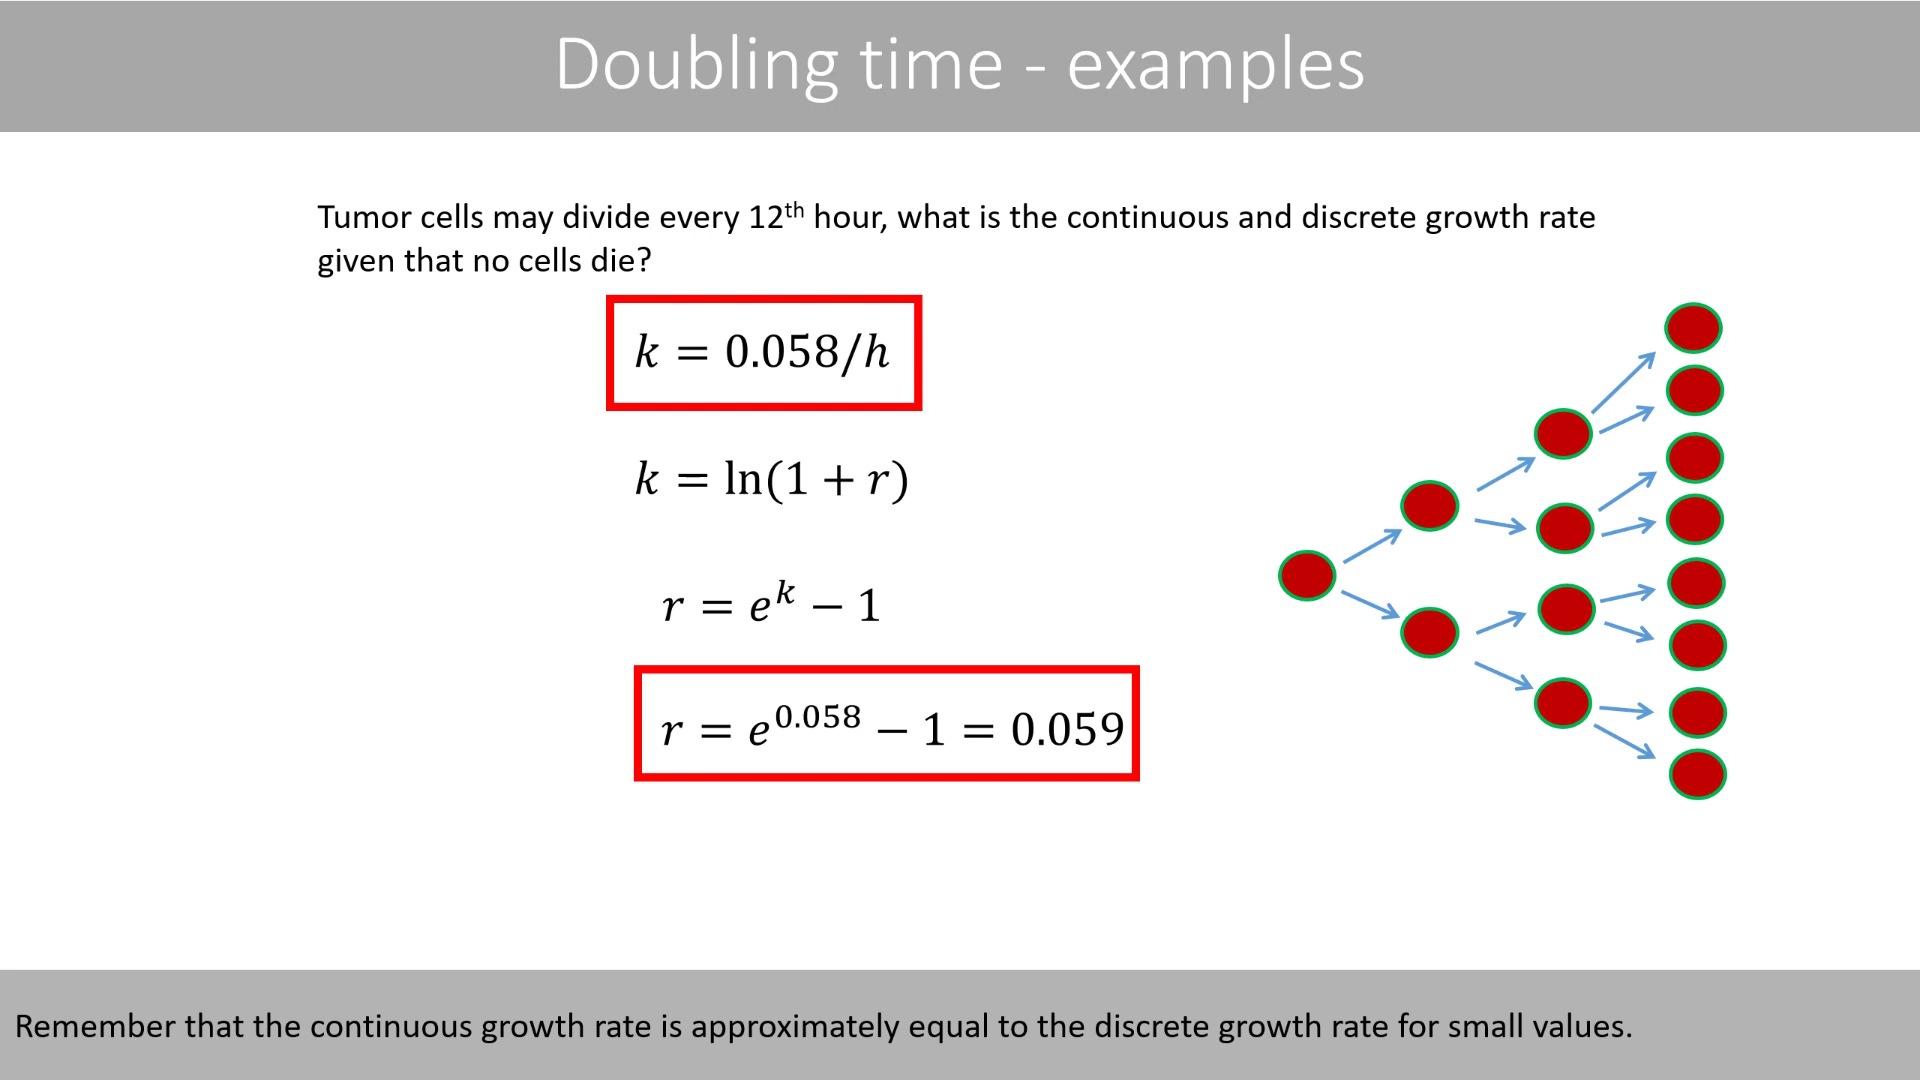 Doubling time - examples
Tumor cells may divide every 12th hour, what is the continuous and discrete growth rate
given that no cells die?
k = 0.058/h
k = ln(1 + r)
r = e^k − 1
r = e^0.058 − 1 = 0.059
Remember that the continuous growth rate is approximately equal to the discrete growth rate for small values.